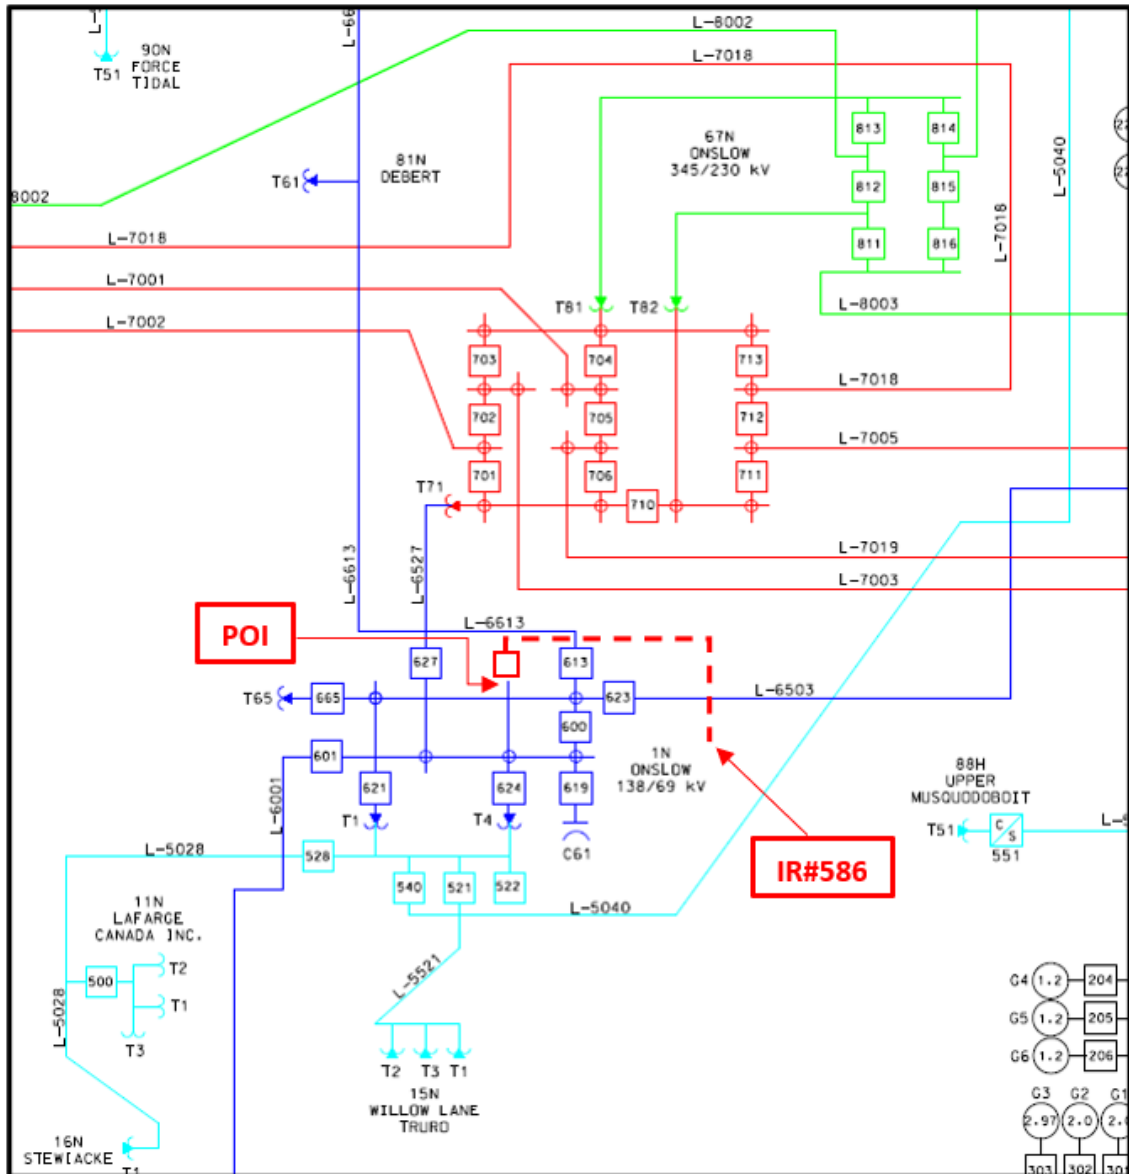 L-8002
L-7018
90N
FORCE
TIDAL
T51
813
814
67N
ONSLOW
345/230 kV
81N
DEBERT
T61
L-5040
812
815
8002
L-7018
L-7018
811
816
L-7001
T81
T82
L-8003
L-7002
703
704
713
L-7018
702
705
712
L-7005
701
706
711
T71
710
L-7019
L-6613
L-6527
L-7003
POI
L-6613
627
613
T65
665
623
L-6503
600
601
1N
ONSLOW
138/69 kV
L-6001
621
624
619
88H
UPPER
MUSQUODOBOIT
T1
T4
C61
T51
C
S
551
L-5028
528
IR#586
540
521
522
L-5040
11N
LAFARGE
CANADA INC.
T2
500
T1
L-5521
L-5028
T3
G4
1.2
204
G5
1.2
205
G6
1.2
206
T2
T3
T1
15N
WILLOW LANE
TRURO
G3
G2
G1
2.97
2.0
16N
STEWIACKE
T1
303
302
301